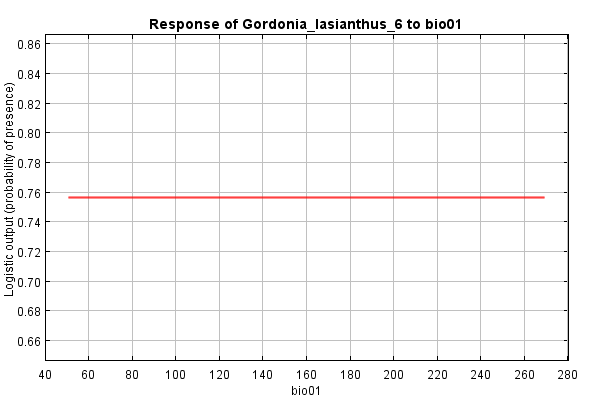 Response of Gordonia_lasianthus_6 to bio01
Logistic output (probability of presence)
0.86
0.84
0.82
0.80
0.78
0.76
0.74
0.72
0.70
0.68
0.66
40 60 80 100 120 140 160 180 200 220 240 260 280
bio01